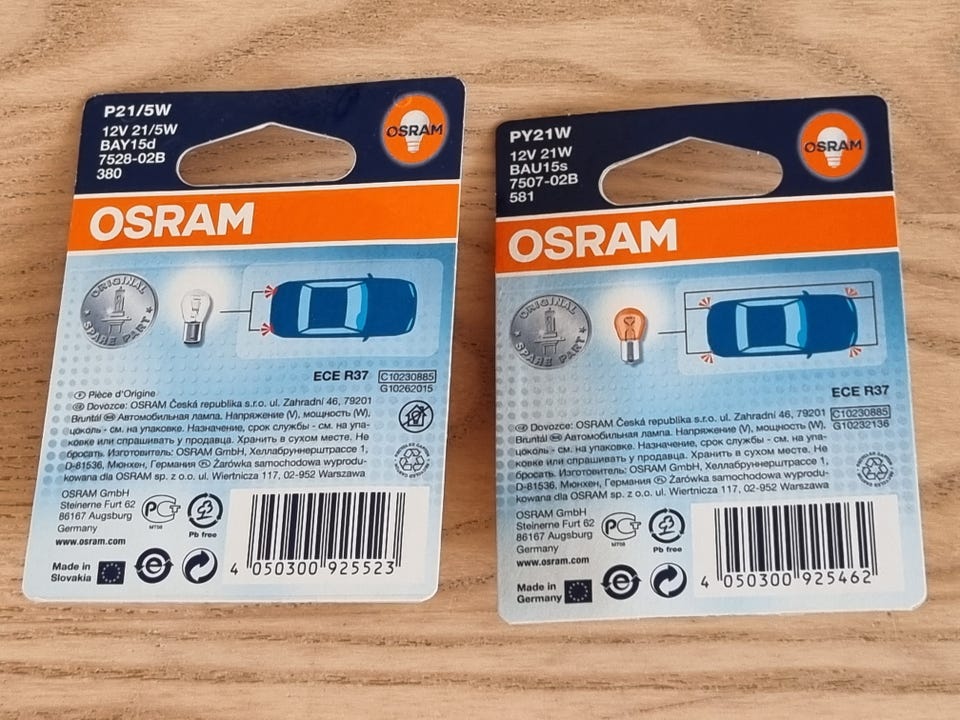 P21/5W
12V 21/5W
BAY15d
7528-02B
380
OSRAM
OSRAM
ORIGINAL
SPARE PART
ECE R37
C10230885
G10262015
Pièce d'Origine
Dovozce: OSRAM Česká republika s.r.o. ul. Zahradní 46, 79201
Bruntál Автомобильная лампа. Напряжение (V), мощность (W),
цоколь - см. на упаковке. Назначение, срок службы - см. на упа-
ковке или спрашивать у продавца. Хранить в сухом месте. Не
бросать. Изготовитель: OSRAM GmbH, Хеллабруннерштрассе 1,
D-81536, Мюнхен, Германия Żarówka samochodowa wyprodu-
kowana dla OSRAM sp. z o.o. ul. Wiertnicza 117, 02-952 Warszawa
OSRAM GmbH
Steinerne Furt 62
86167 Augsburg
Germany
www.osram.com
MT08
Pb free
Made in
Slovakia
4 050300 925523
PY21W
12V 21W
BAU15s
7507-02B
581
OSRAM
OSRAM
ORIGINAL
SPARE PART
ECE R37
C10230885
G10232136
Dovozce: OSRAM Česká republika s.r.o. ul. Zahradní 46, 79201
Bruntál Автомобильная лампа. Напряжение (V), мощность (W),
цоколь - см. на упаковке. Назначение, срок службы - см. на упа-
ковке или спрашивать у продавца. Хранить в сухом месте. Не
бросать. Изготовитель: OSRAM GmbH, Хеллабруннерштрассе 1,
D-81536, Мюнхен, Германия Żarówka samochodowa wyprodu-
kowana dla OSRAM sp. z o.o. ul. Wiertnicza 117, 02-952 Warszawa
OSRAM GmbH
Steinerne Furt 62
86167 Augsburg
Germany
www.osram.com
MT08
Pb free
Made in
Germany
4 050300 925462